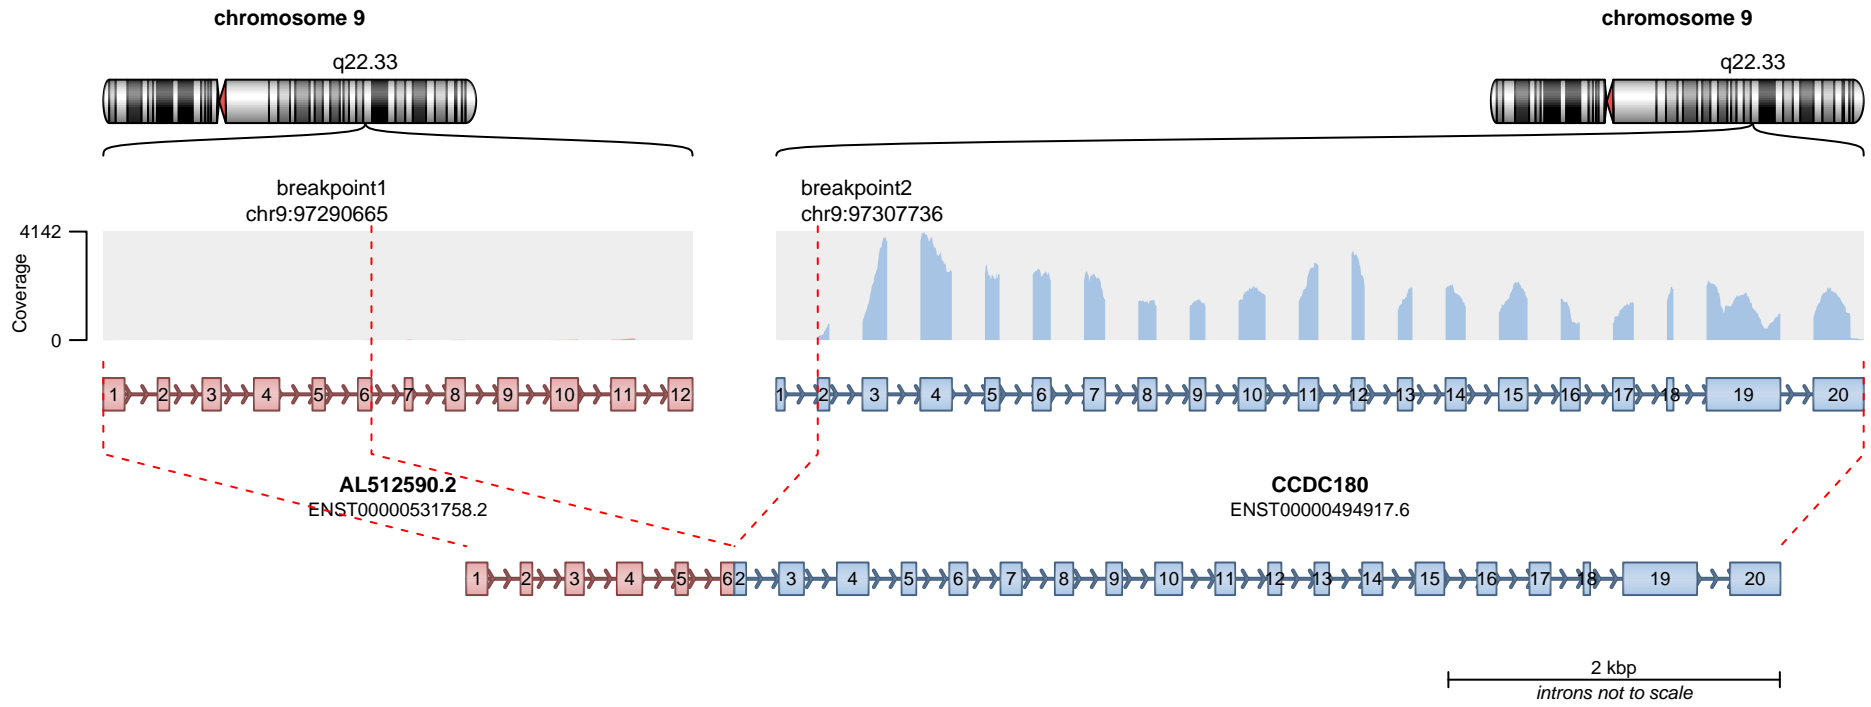 chromosome 9 chromosome 9
q22.33 q22.33
breakpoint1 breakpoint2
chr9:97290665 chr9:97307736
4142
Coverage
0
1 2 3 4 5 6 7 8 9 10 11 12 1 2 3 4 5 6 7 8 9 10 11 12 13 14 15 16 17 18 19 20
AL512590.2 CCDC180
ENST00000531758.2 ENST00000494917.6
1 2 3 4 5 6 2 3 4 5 6 7 8 9 10 11 12 13 14 15 16 17 18 19 20
2 kbp
introns not to scale